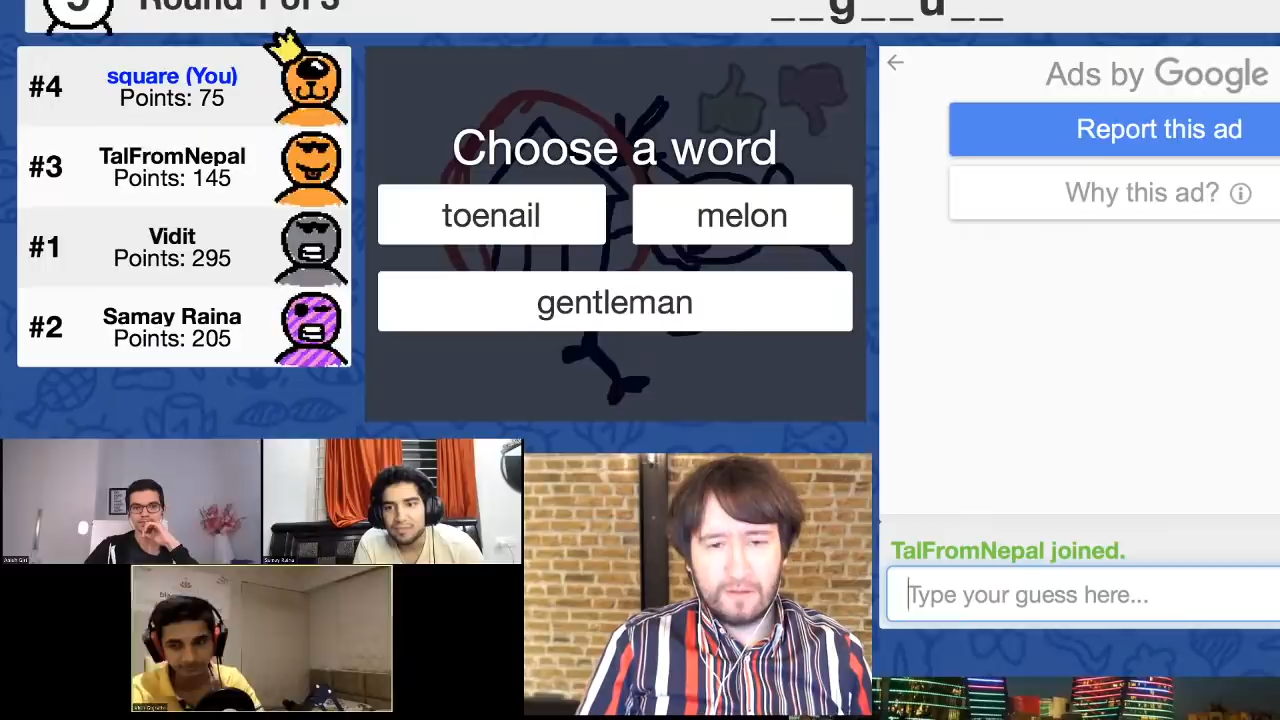 Round 1 of 3
__g__u__
#4
square (You)
Points: 75
#3
TalFromNepal
Points: 145
#1
Vidit
Points: 295
#2
Samay Raina
Points: 205
Choose a word
toenail
melon
gentleman
Ads by Google
Report this ad
Why this ad?
TalFromNepal joined.
Type your guess here...
Samay Raina